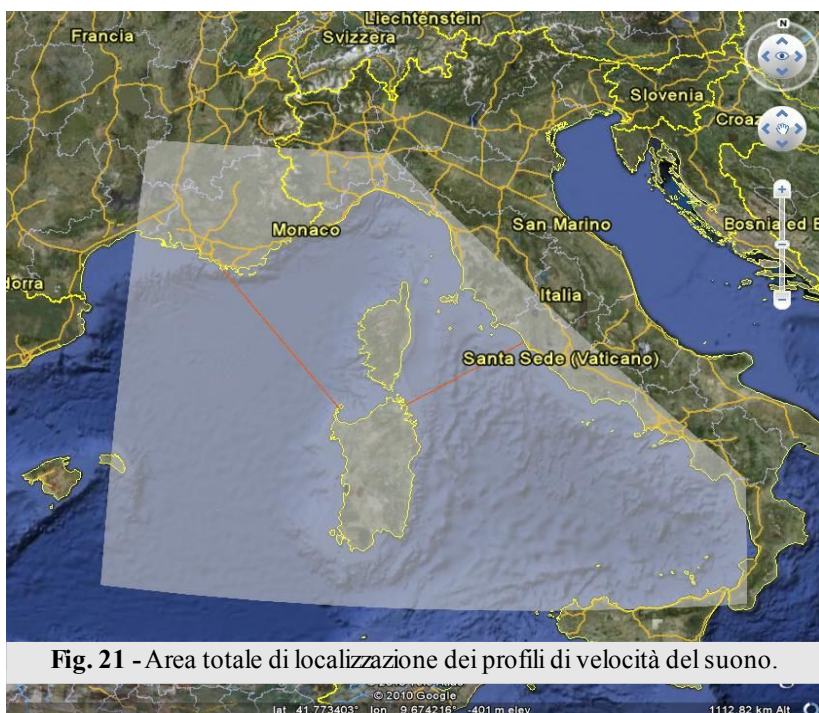 Liechtenstein
Francia
Svizzera
N
Slovenia
Croaz
Monaco
San Marino
Bosnia ed E
dorra
Italia
Santa Sede (Vaticano)
Fig. 21 - Area totale di localizzazione dei profili di velocità del suono.
© 2010 Google
lat 41.773403° lon 9.674216° -401 m elev
1112.82 km Alt